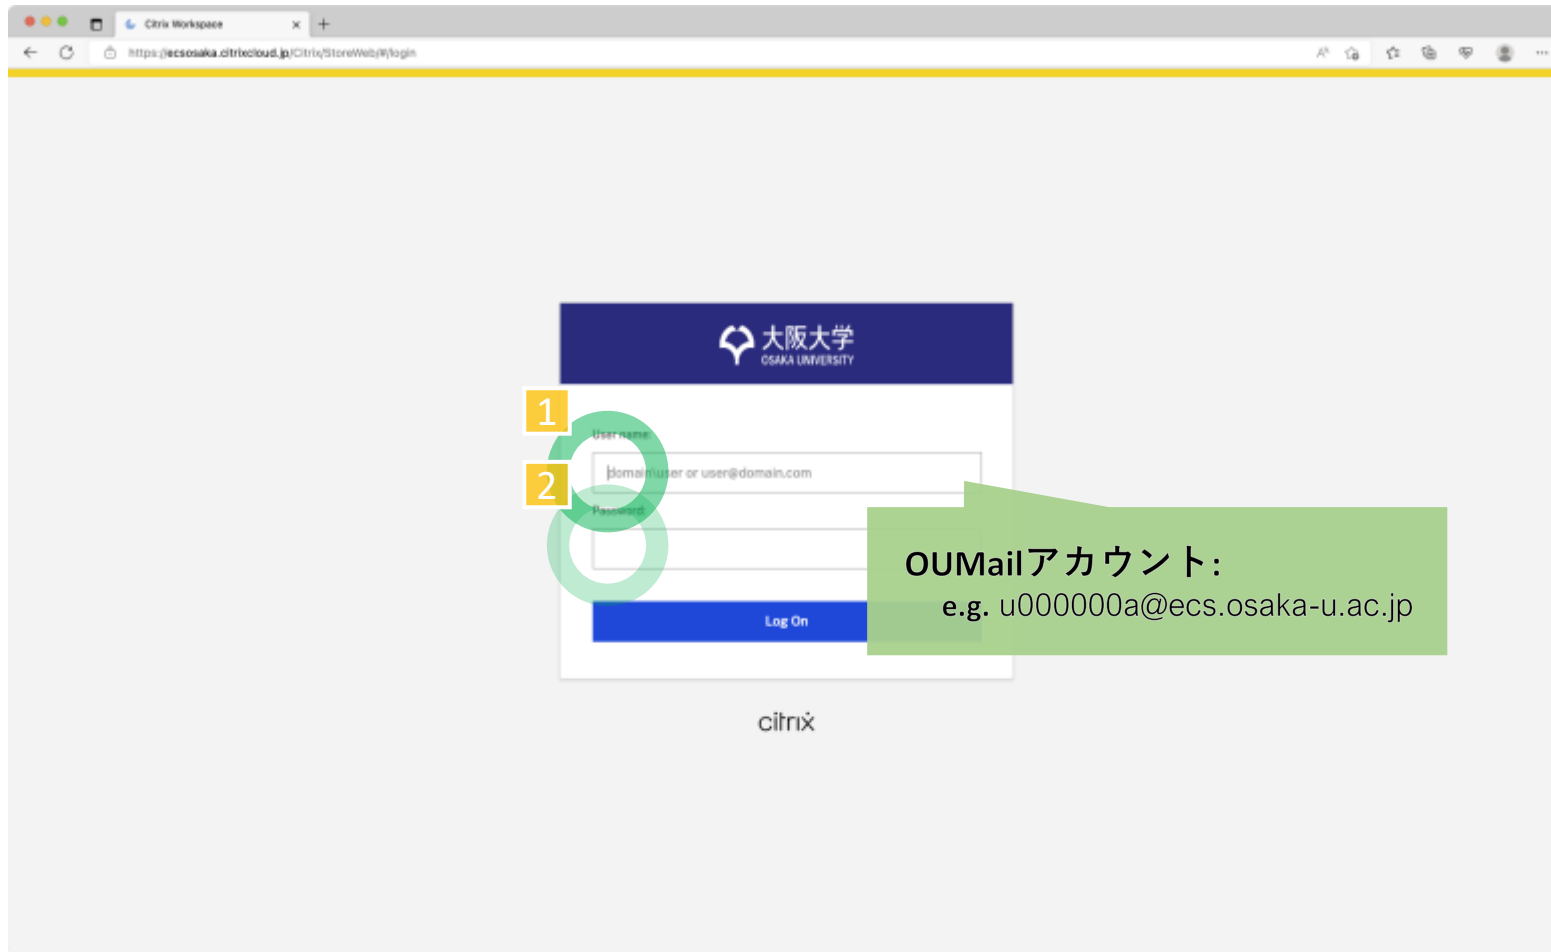 Citrix Workspace
https://ecsosaka.citrixcloud.jp/Citrix/StoreWeb/#/login
大阪大学
OSAKA UNIVERSITY
1
User name:
domain\user or user@domain.com
2
Password:
OUMailアカウント:
e.g. u000000a@ecs.osaka-u.ac.jp
Log On
citrix